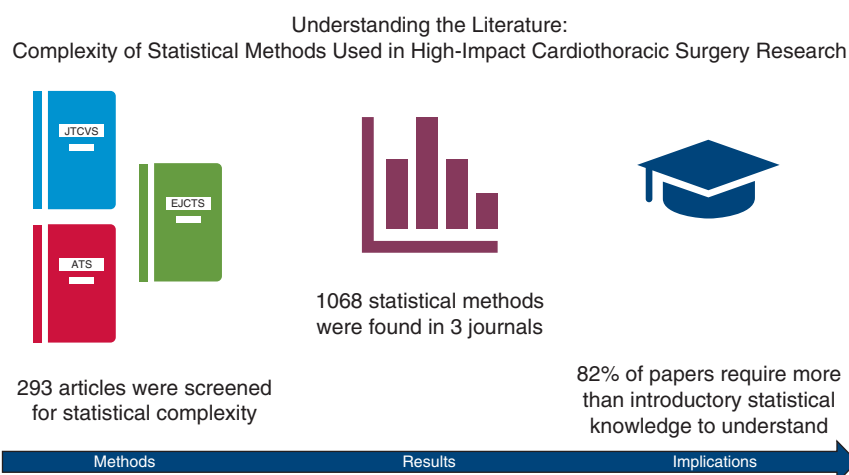 Understanding the Literature:
Complexity of Statistical Methods Used in High-Impact Cardiothoracic Surgery Research
JTCVS
EJCTS
ATS
293 articles were screened
for statistical complexity
1068 statistical methods
were found in 3 journals
82% of papers require more
than introductory statistical
knowledge to understand
Methods
Results
Implications